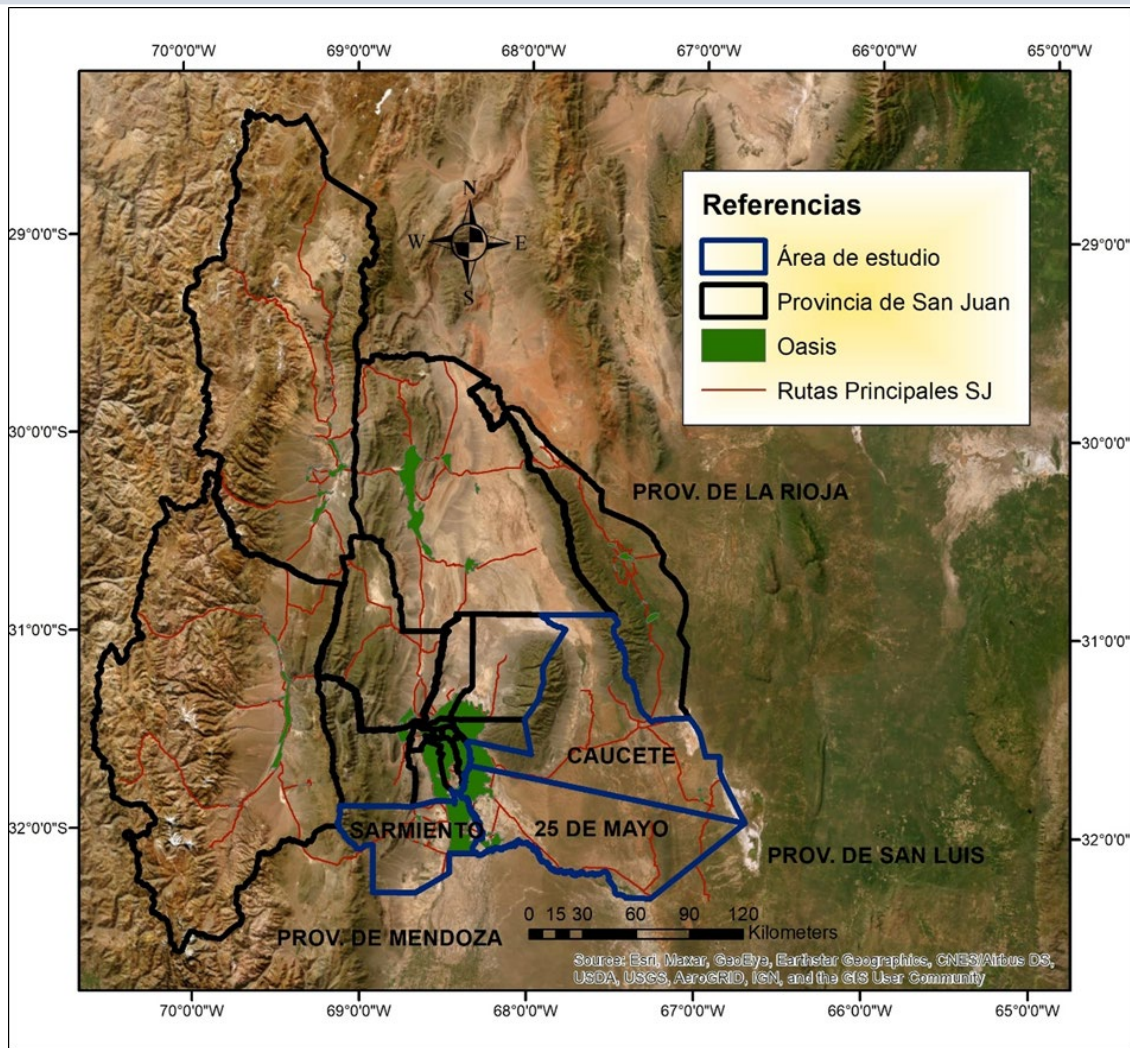 70°0'0"W 69°0'0"W 68°0'0"W 67°0'0"W 66°0'0"W 65°0'0"W
N
W E
S
Referencias
Área de estudio
Provincia de San Juan
Oasis
Rutas Principales SJ
29°0'0"S 29°0'0"S
30°0'0"S 30°0'0"S
PROV. DE LA RIOJA
31°0'0"S 31°0'0"S
CAUCETE
32°0'0"S SARMIENTO 25 DE MAYO 32°0'0"S
PROV. DE SAN LUIS
0 15 30 60 90 120
Kilometers
PROV. DE MENDOZA
Source: Esri, Maxar, GeoEye, Earthstar Geographics, CNES/Airbus DS,
USDA, USGS, AeroGRID, IGN, and the GIS User Community
70°0'0"W 69°0'0"W 68°0'0"W 67°0'0"W 66°0'0"W 65°0'0"W